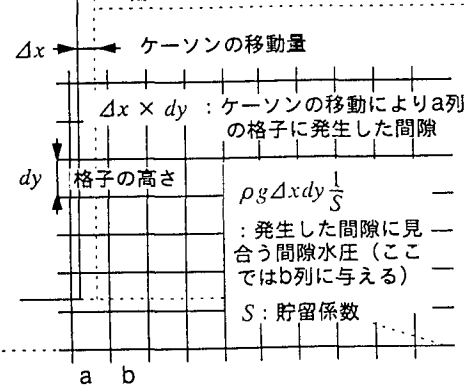 Δx
ケーソンの移動量
Δx × dy :ケーソンの移動によりa列
の格子に発生した間隙
dy
格子の高さ
ρgΔxdy 1/S
:発生した間隙に見
合う間隙水圧(ここ
ではb列に与える)
S:貯留係数
a b